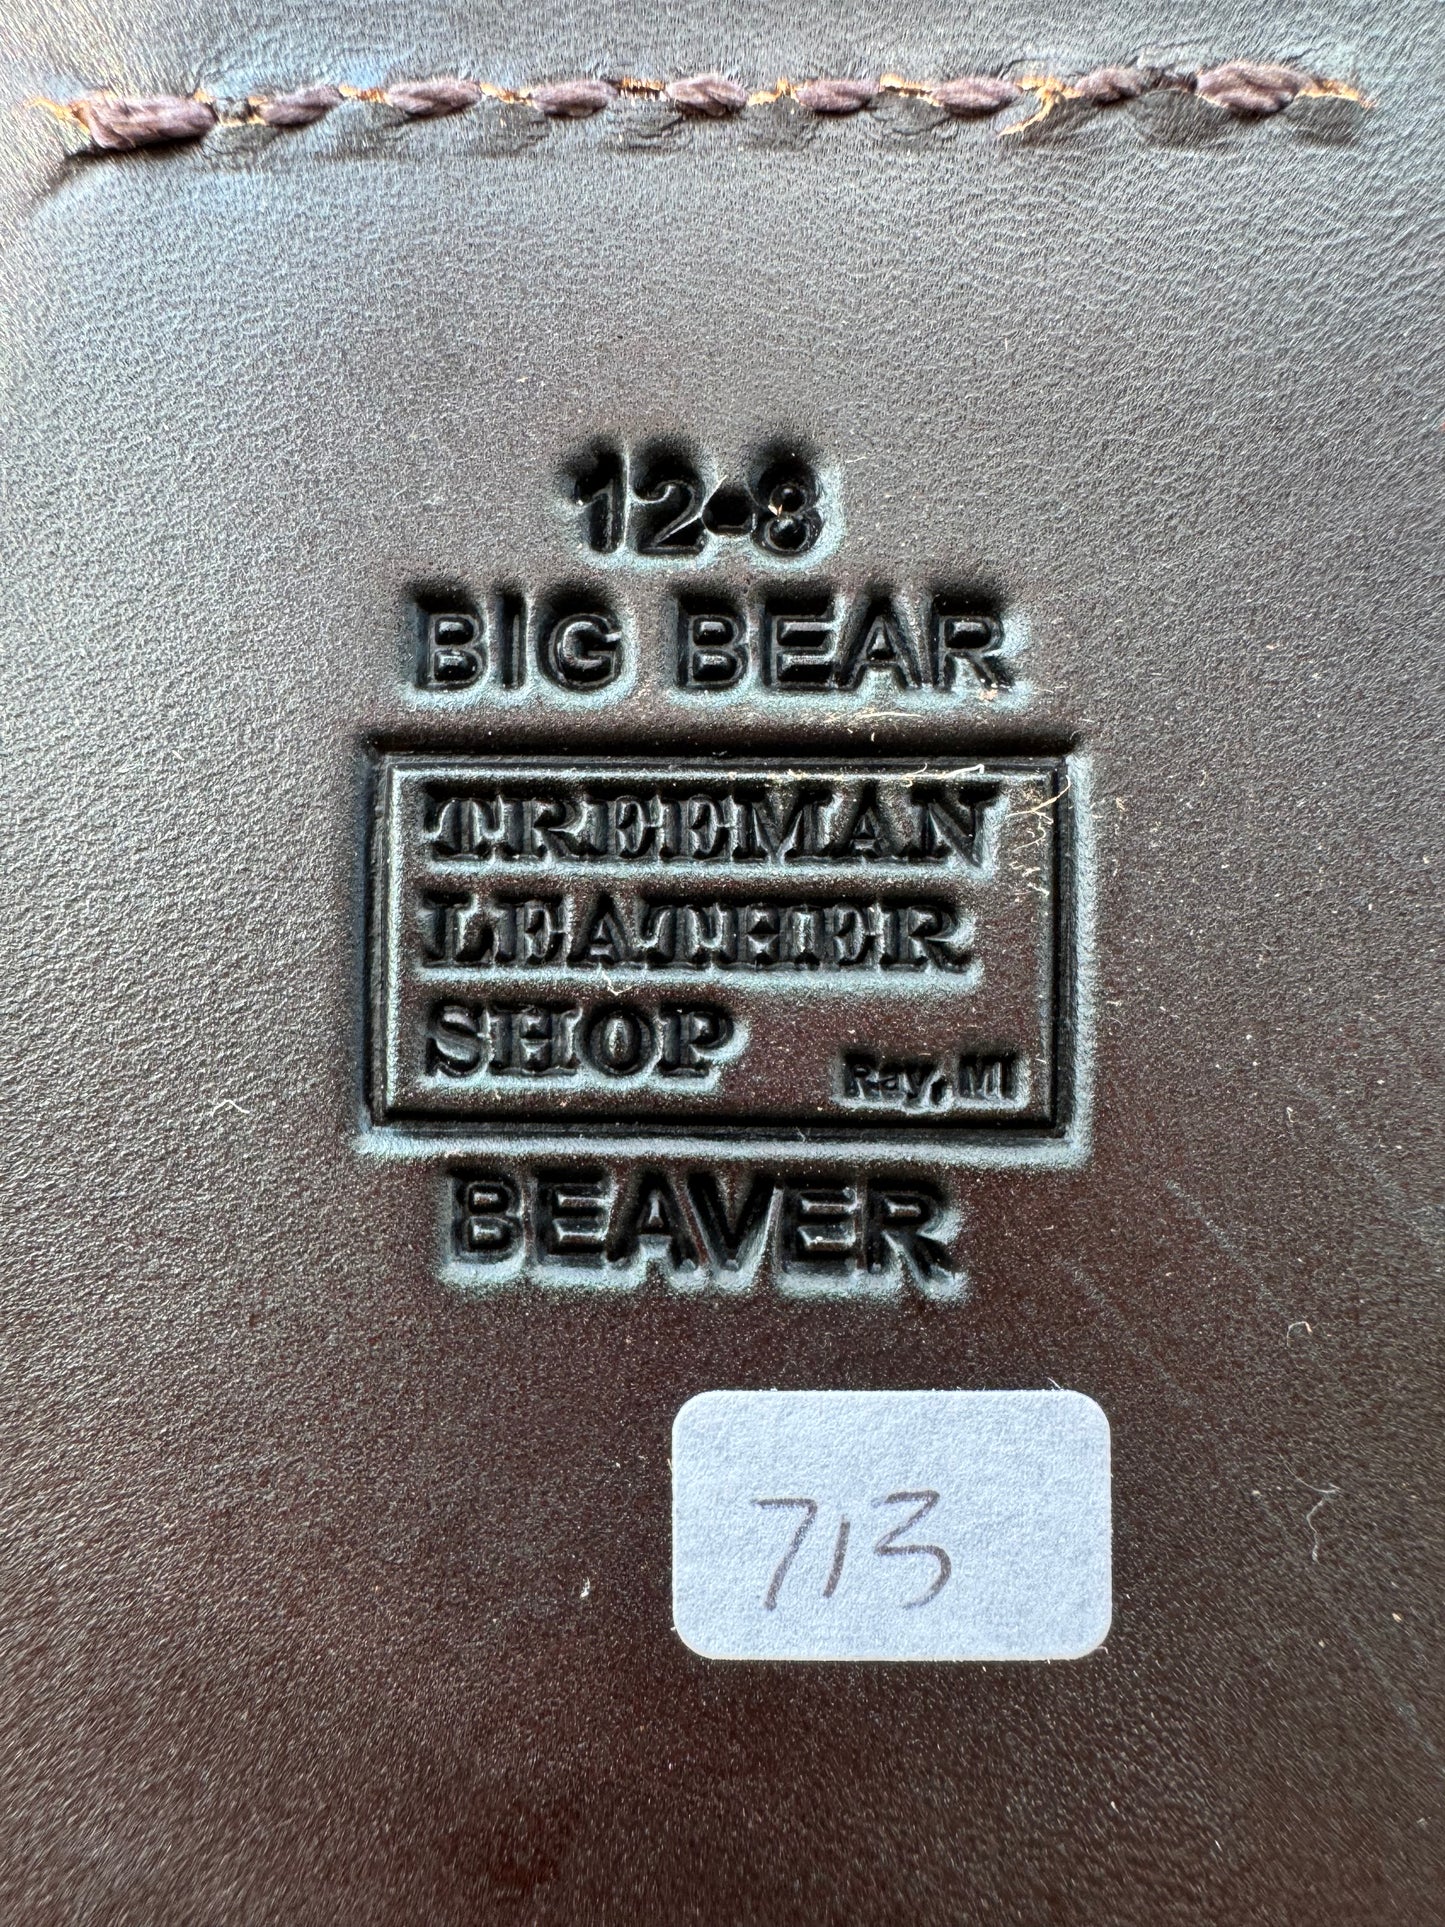 12-8
BIG BEAR
TREEMAN
LEATHER
SHOP Ray, MI
BEAVER
713